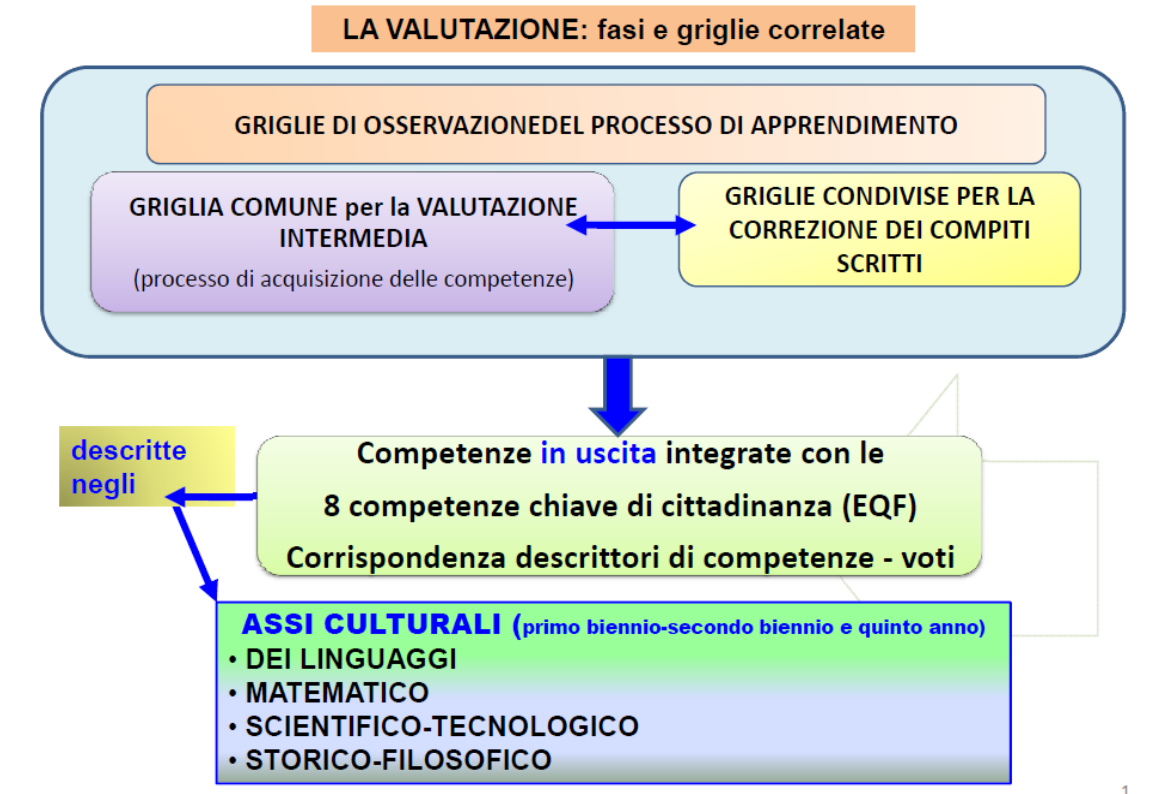 LA VALUTAZIONE: fasi e griglie correlate
GRIGLIE DI OSSERVAZIONEDEL PROCESSO DI APPRENDIMENTO
GRIGLIA COMUNE per la VALUTAZIONE
INTERMEDIA
(processo di acquisizione delle competenze)
GRIGLIE CONDIVISE PER LA
CORREZIONE DEI COMPITI
SCRITTI
descritte
negli
Competenze in uscita integrate con le
8 competenze chiave di cittadinanza (EQF)
Corrispondenza descrittori di competenze - voti
ASSI CULTURALI (primo biennio-secondo biennio e quinto anno)
• DEI LINGUAGGI
• MATEMATICO
• SCIENTIFICO-TECNOLOGICO
• STORICO-FILOSOFICO
1